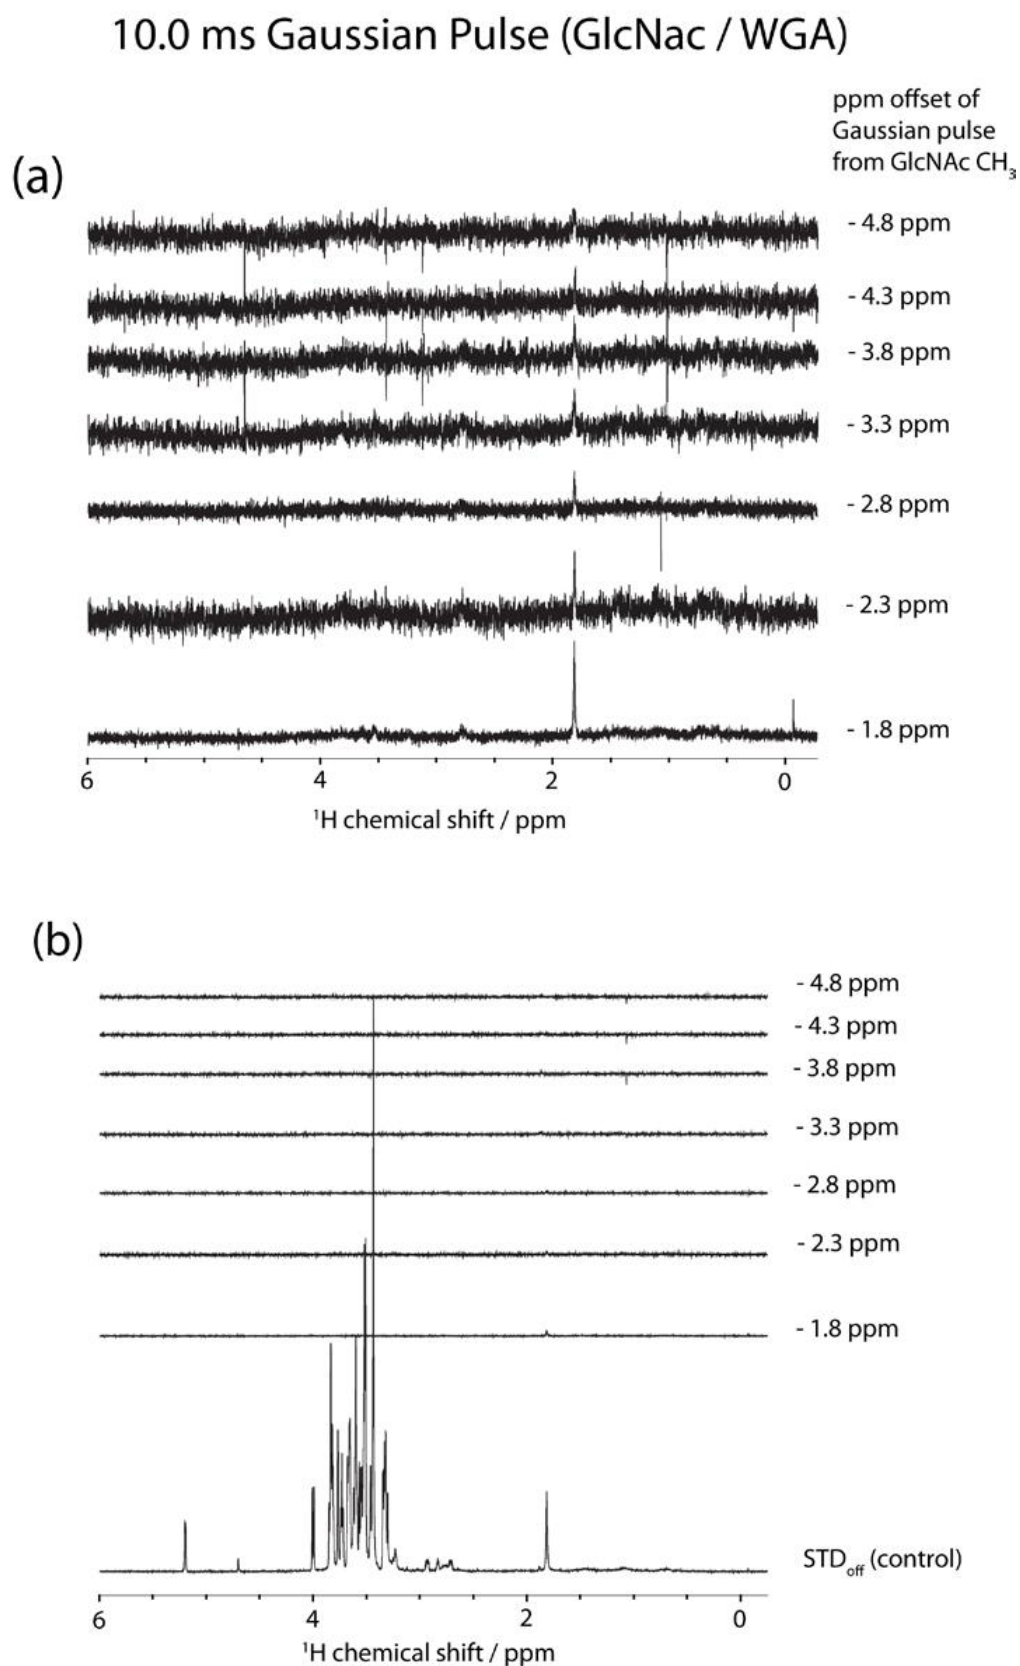 10.0 ms Gaussian Pulse (GlcNac / WGA)
ppm offset of
Gaussian pulse
from GlcNAc CH₃
(a)
- 4.8 ppm
- 4.3 ppm
- 3.8 ppm
- 3.3 ppm
- 2.8 ppm
- 2.3 ppm
- 1.8 ppm
6 4 2 0
¹H chemical shift / ppm
(b)
- 4.8 ppm
- 4.3 ppm
- 3.8 ppm
- 3.3 ppm
- 2.8 ppm
- 2.3 ppm
- 1.8 ppm
STD_off (control)
6 4 2 0
¹H chemical shift / ppm